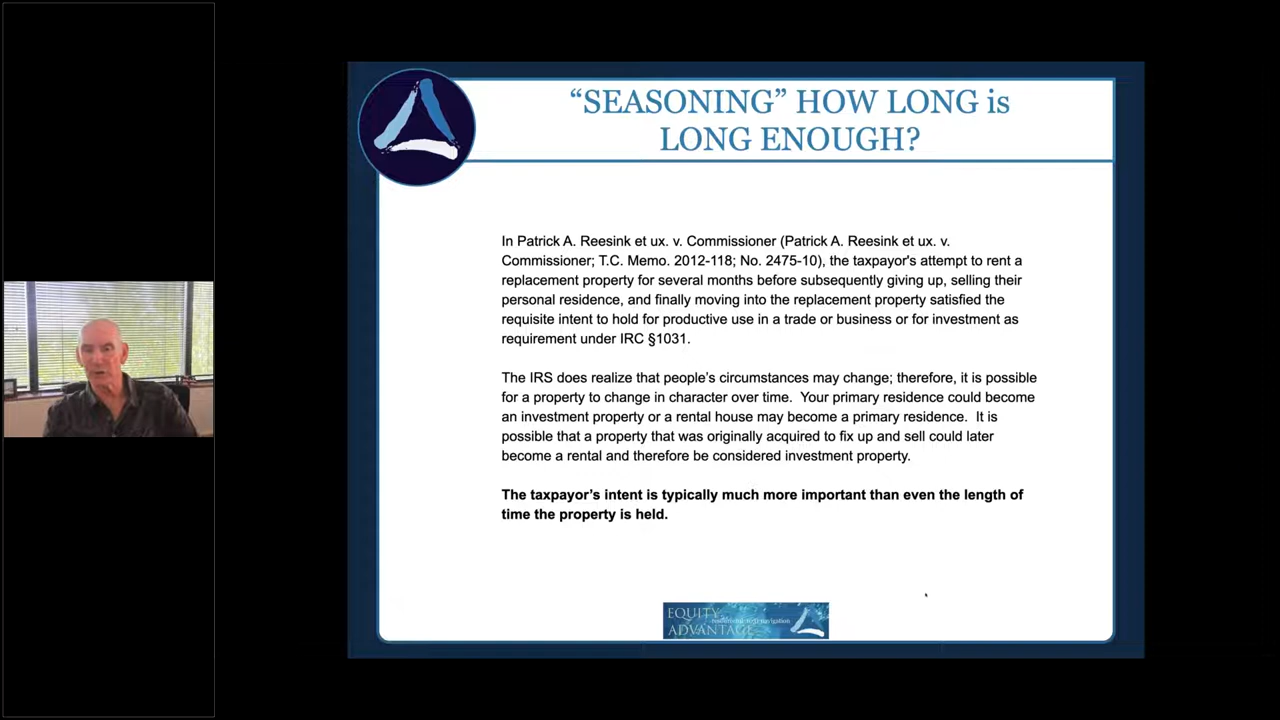 “SEASONING” HOW LONG is
LONG ENOUGH?
In Patrick A. Reesink et ux. v. Commissioner (Patrick A. Reesink et ux. v.
Commissioner; T.C. Memo. 2012-118; No. 2475-10), the taxpayer's attempt to rent a
replacement property for several months before subsequently giving up, selling their
personal residence, and finally moving into the replacement property satisfied the
requisite intent to hold for productive use in a trade or business or for investment as
requirement under IRC §1031.
The IRS does realize that people’s circumstances may change; therefore, it is possible
for a property to change in character over time. Your primary residence could become
an investment property or a rental house may become a primary residence. It is
possible that a property that was originally acquired to fix up and sell could later
become a rental and therefore be considered investment property.
The taxpayor’s intent is typically much more important than even the length of
time the property is held.
EQUITY
ADVANTAGE